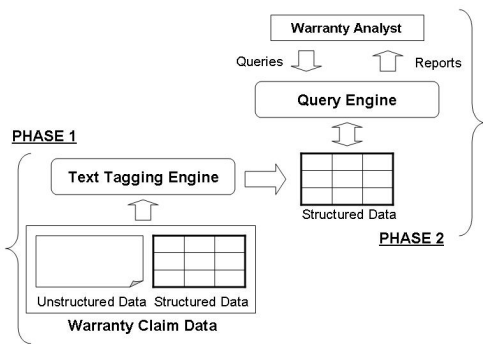 Warranty Analyst
Queries
Reports
Query Engine
PHASE 1
Text Tagging Engine
Structured Data
PHASE 2
Unstructured Data Structured Data
Warranty Claim Data